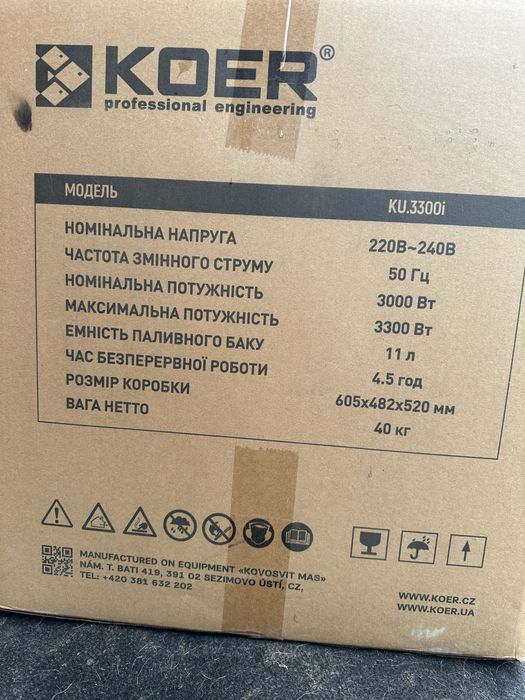 KOER®
professional engineering
МОДЕЛЬ KU.3300i
НОМІНАЛЬНА НАПРУГА 220В~240В
ЧАСТОТА ЗМІННОГО СТРУМУ 50 Гц
НОМІНАЛЬНА ПОТУЖНІСТЬ 3000 Вт
МАКСИМАЛЬНА ПОТУЖНІСТЬ 3300 Вт
ЕМНІСТЬ ПАЛИВНОГО БАКУ 11 л
ЧАС БЕЗПЕРЕРВНОЇ РОБОТИ 4.5 год
РОЗМІР КОРОБКИ 605x482x520 мм
ВАГА НЕТТО 40 кг
MANUFACTURED ON EQUIPMENT «KOVOSVIT MAS»
NÁM. T. BATI 419, 391 02 SEZIMOVO ÚSTÍ, CZ,
TEL: +420 381 632 202
WWW.KOER.CZ
WWW.KOER.UA